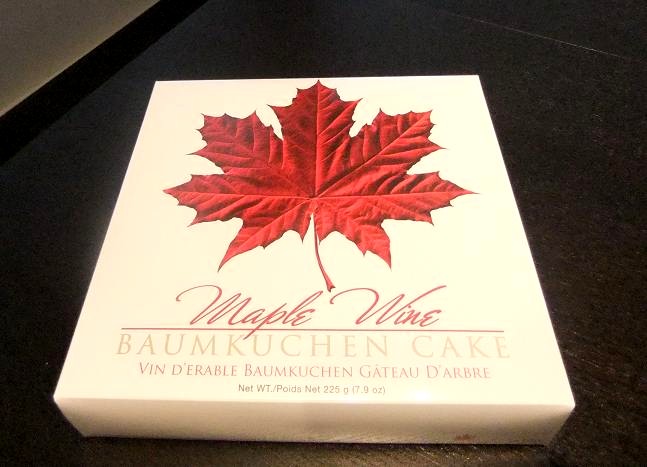 Maple Wine
BAUMKUCHEN CAKE
VIN D'ERABLE BAUMKUCHEN GÂTEAU D'ARBRE
Net WT./Poids Net 225 g (7.9 oz)